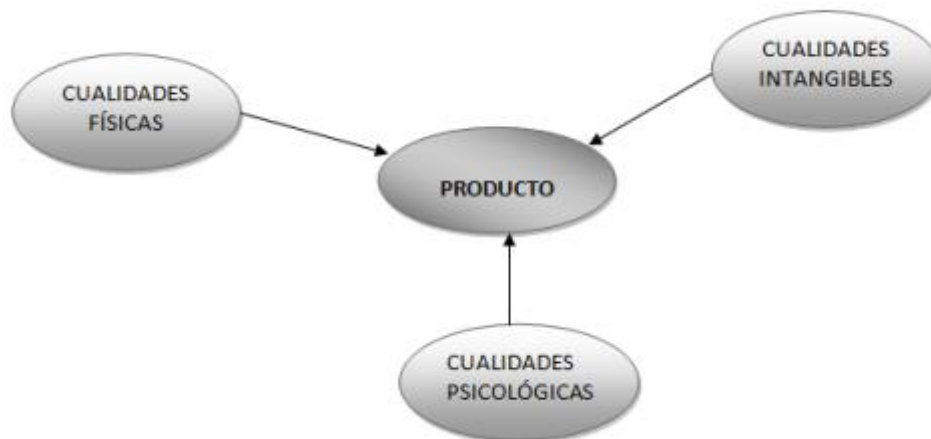 CUALIDADES
FÍSICAS
CUALIDADES
INTANGIBLES
PRODUCTO
CUALIDADES
PSICOLÓGICAS